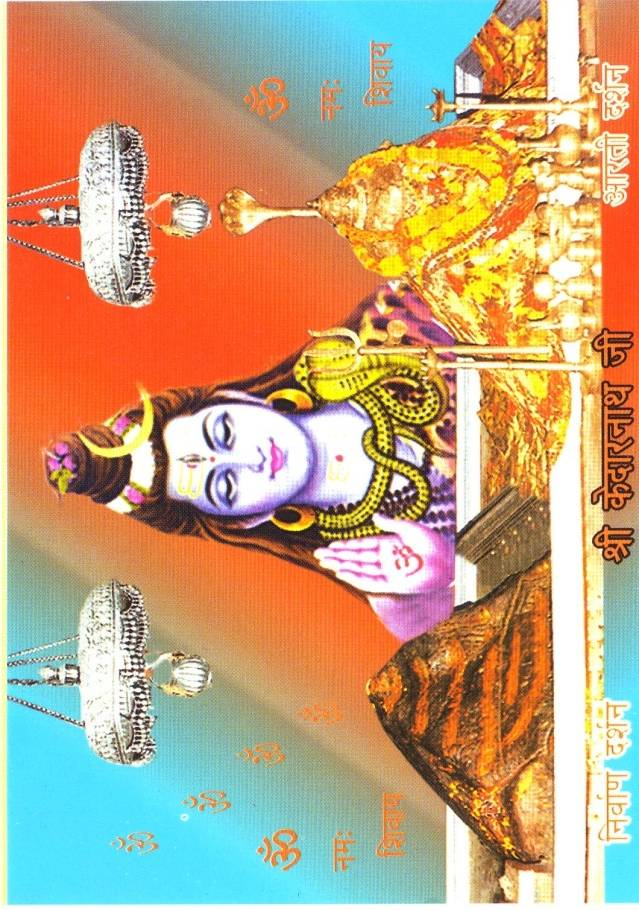 ॐ
ॐ
ॐ
ॐ
ॐ
नमः
शिवाय
ॐ
नमः
शिवाय
ॐ
निर्वाण दर्शन
श्री केदारनाथ जी
आरती दर्शन